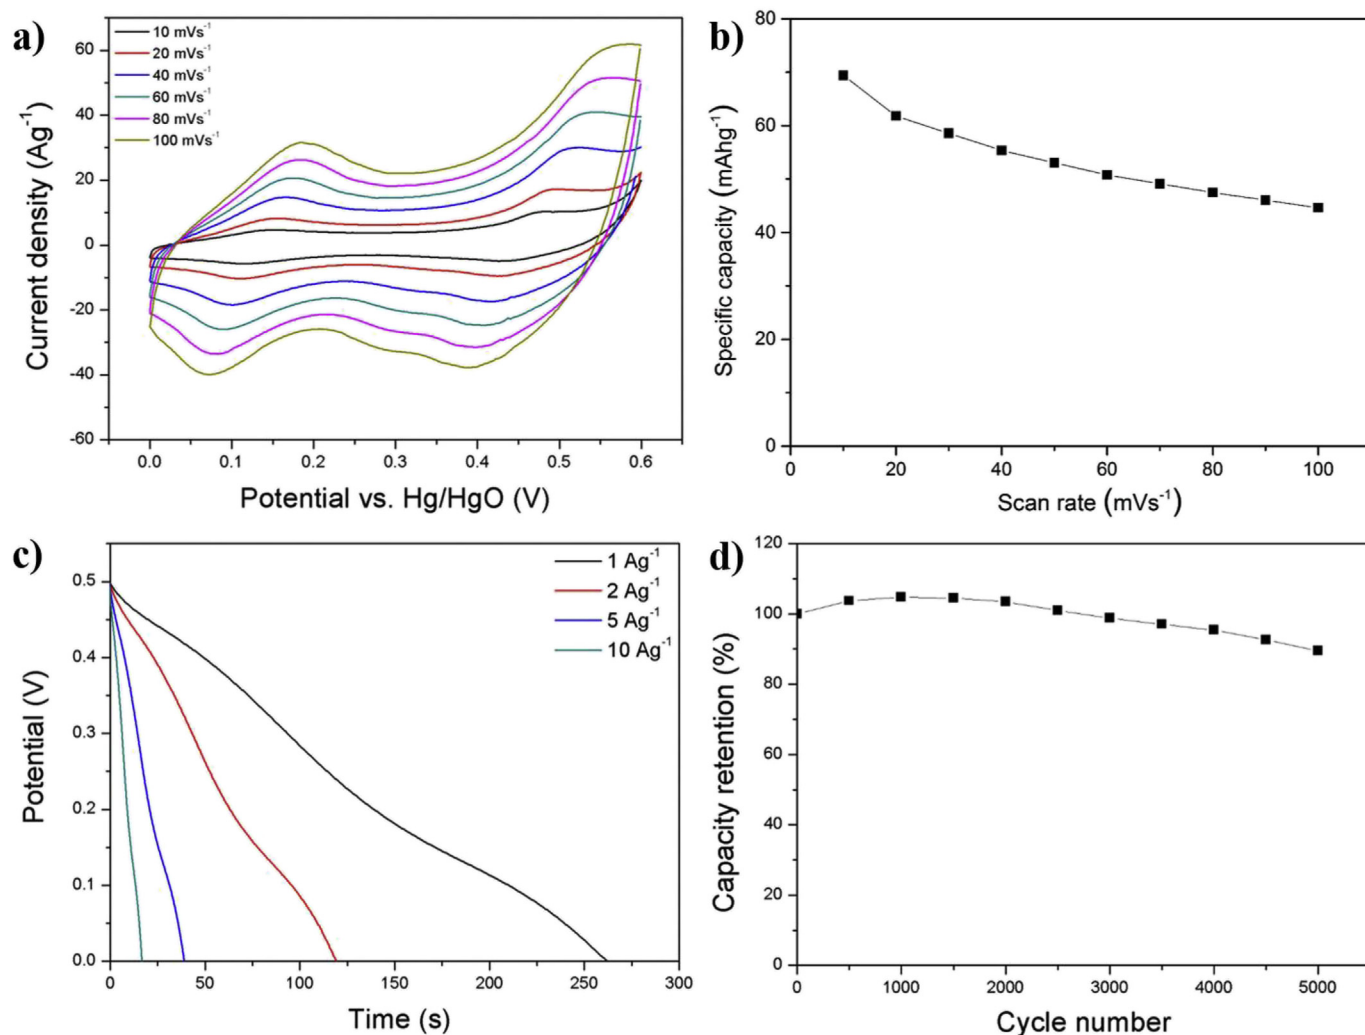 a)
10 mVs⁻¹
20 mVs⁻¹
40 mVs⁻¹
60 mVs⁻¹
80 mVs⁻¹
100 mVs⁻¹
60
40
20
0
-20
-40
-60
Current density (Ag⁻¹)
0.0 0.1 0.2 0.3 0.4 0.5 0.6
Potential vs. Hg/HgO (V)
b)
80
60
40
20
0
Specific capacity (mAhg⁻¹)
0 20 40 60 80 100
Scan rate (mVs⁻¹)
c)
1 Ag⁻¹
2 Ag⁻¹
5 Ag⁻¹
10 Ag⁻¹
0.5
0.4
0.3
0.2
0.1
0.0
Potential (V)
0 50 100 150 200 250 300
Time (s)
d)
120
100
80
60
40
20
0
Capacity retention (%)
0 1000 2000 3000 4000 5000
Cycle number